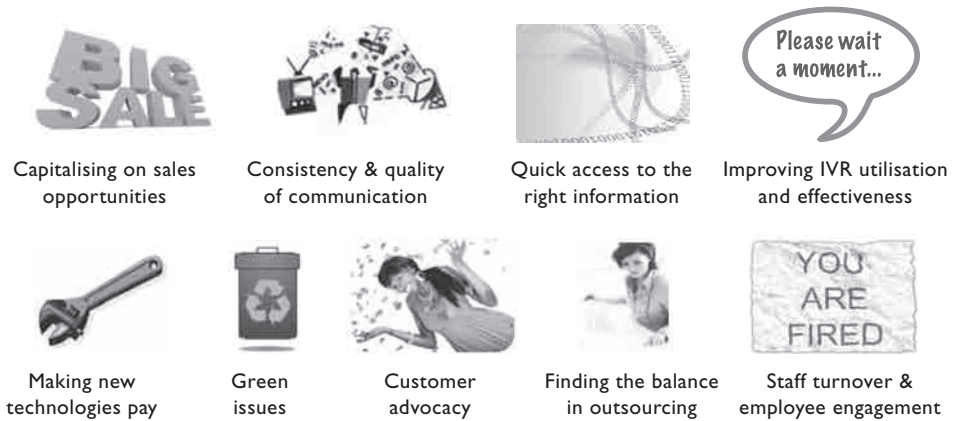 BIG
SALE
Please wait
a moment...
Capitalising on sales
opportunities
Consistency & quality
of communication
Quick access to the
right information
Improving IVR utilisation
and effectiveness
YOU
ARE
FIRED
Making new
technologies pay
Green
issues
Customer
advocacy
Finding the balance
in outsourcing
Staff turnover &
employee engagement